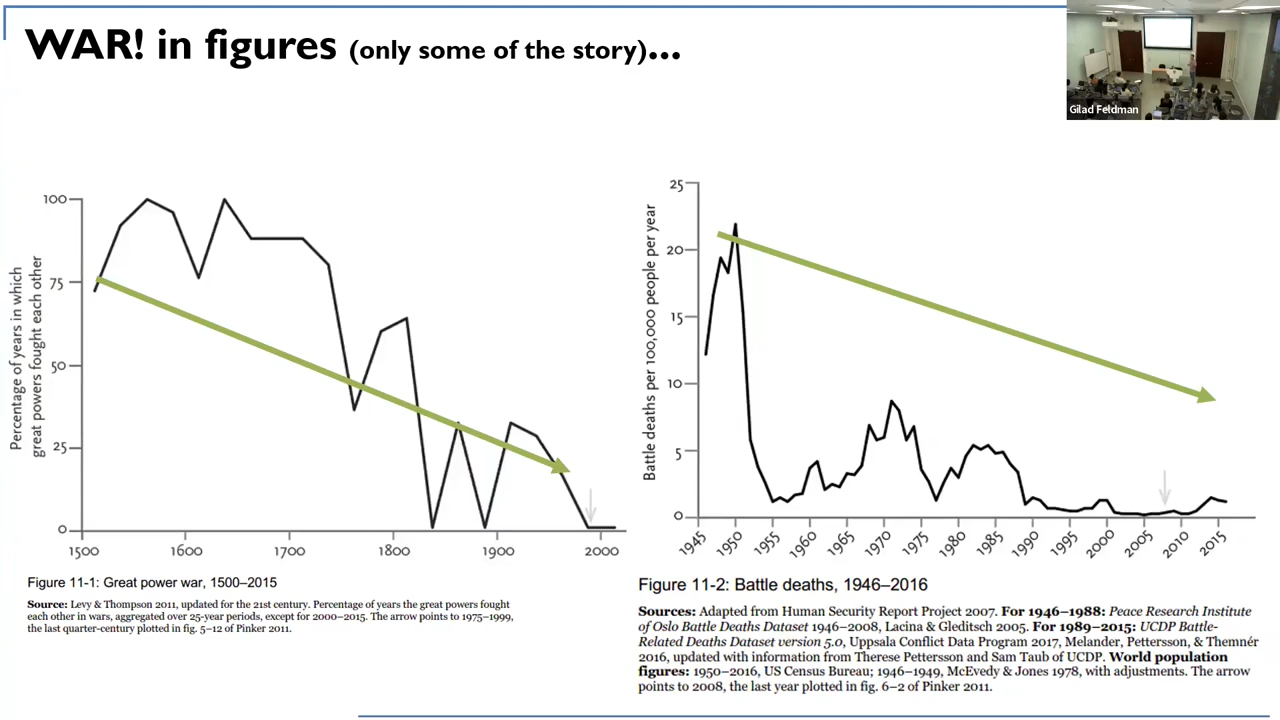 WAR! in figures (only some of the story)...
Gilad Feldman
Percentage of years in which
great powers fought each other
100
75
50
25
0
1500
1600
1700
1800
1900
2000
Figure 11-1: Great power war, 1500–2015
Source: Levy & Thompson 2011, updated for the 21st century. Percentage of years the great powers fought
each other in wars, aggregated over 25-year periods, except for 2000–2015. The arrow points to 1975–1999,
the last quarter-century plotted in fig. 5–12 of Pinker 2011.
Battle deaths per 100,000 people per year
25
20
15
10
5
0
1945
1950
1955
1960
1965
1970
1975
1980
1985
1990
1995
2000
2005
2010
2015
Figure 11-2: Battle deaths, 1946–2016
Sources: Adapted from Human Security Report Project 2007. For 1946–1988: Peace Research Institute
of Oslo Battle Deaths Dataset 1946–2008, Lacina & Gleditsch 2005. For 1989–2015: UCDP Battle-
Related Deaths Dataset version 5.0, Uppsala Conflict Data Program 2017, Melander, Pettersson, & Themnér
2016, updated with information from Therese Pettersson and Sam Taub of UCDP. World population
figures: 1950–2016, US Census Bureau; 1946–1949, McEvedy & Jones 1978, with adjustments. The arrow
points to 2008, the last year plotted in fig. 6–2 of Pinker 2011.